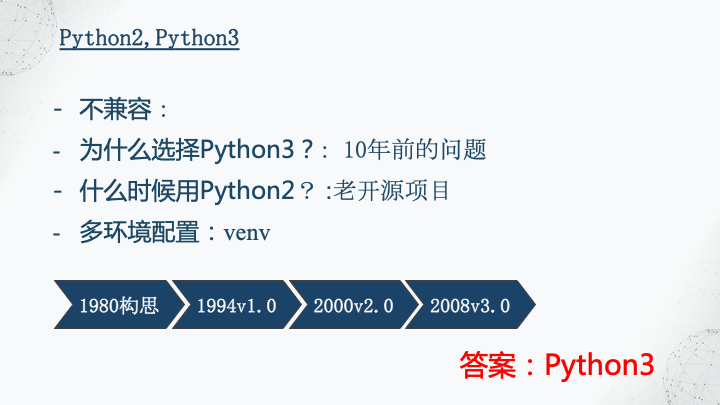 Python2,Python3
- 不兼容：
- 为什么选择Python3？: 10年前的问题
- 什么时候用Python2？ :老开源项目
- 多环境配置：venv
1980构思 1994v1.0 2000v2.0 2008v3.0
答案：Python3